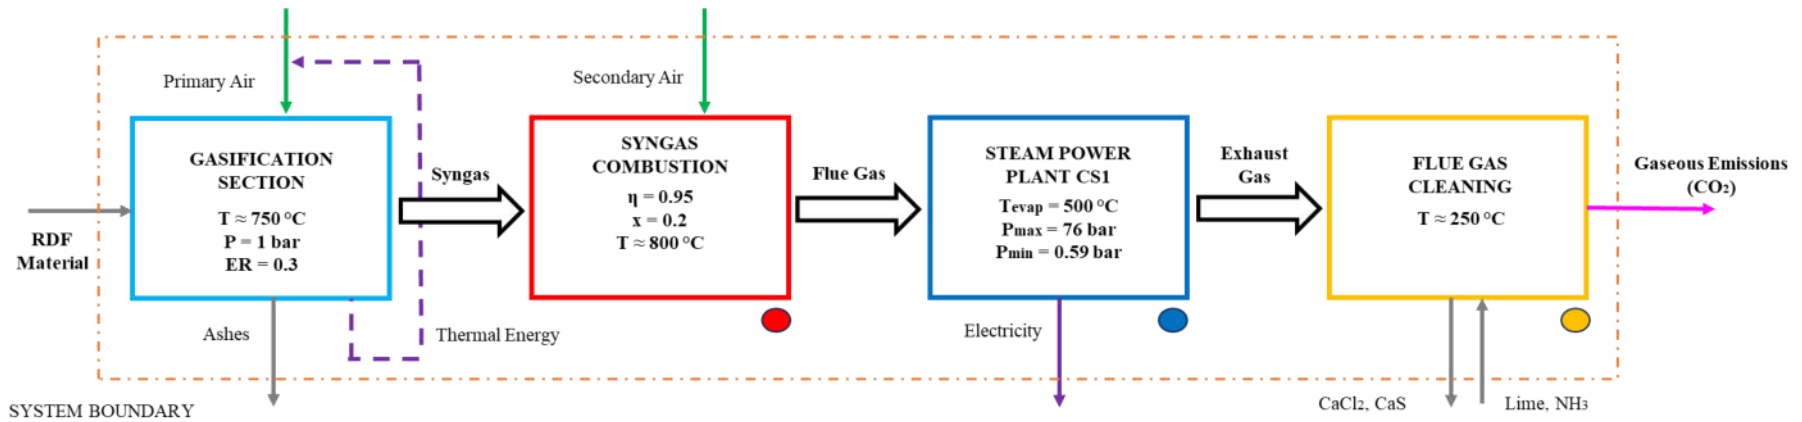 Primary Air
Secondary Air
GASIFICATION
SECTION
T ≈ 750 °C
P = 1 bar
ER = 0.3
Syngas
SYNGAS
COMBUSTION
η = 0.95
x = 0.2
T ≈ 800 °C
Flue Gas
STEAM POWER
PLANT CS1
Tevap = 500 °C
Pmax = 76 bar
Pmin = 0.59 bar
Exhaust
Gas
FLUE GAS
CLEANING
T ≈ 250 °C
Gaseous Emissions
(CO₂)
RDF
Material
Ashes
Thermal Energy
Electricity
SYSTEM BOUNDARY
CaCl₂, CaS
Lime, NH₃